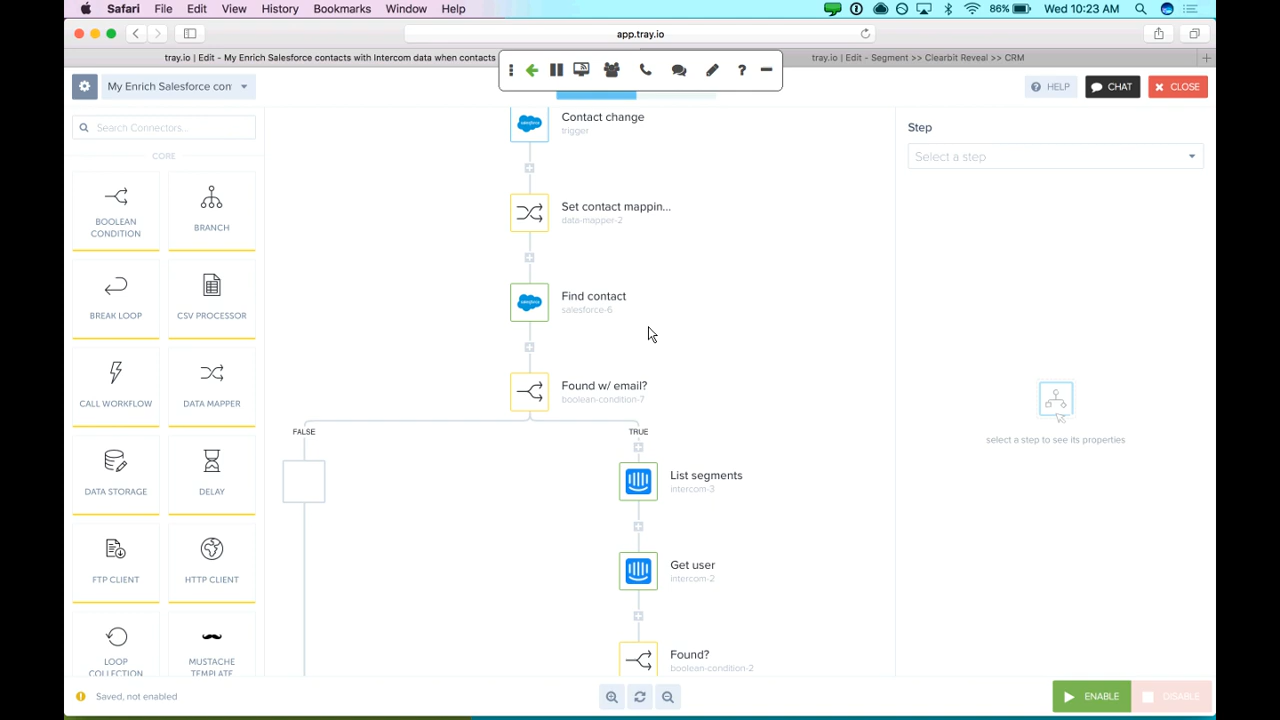 Safari File Edit View History Bookmarks Window Help
86% Wed 10:23 AM
app.tray.io
tray.io | Edit - My Enrich Salesforce contacts with Intercom data when contacts
tray.io | Edit - Segment >> Clearbit Reveal >> CRM
My Enrich Salesforce con
HELP
CHAT
CLOSE
Search Connectors...
CORE
BOOLEAN CONDITION
BRANCH
BREAK LOOP
CSV PROCESSOR
CALL WORKFLOW
DATA MAPPER
DATA STORAGE
DELAY
FTP CLIENT
HTTP CLIENT
LOOP COLLECTION
MUSTACHE TEMPLATE
Contact change
trigger
Set contact mappin...
data-mapper-2
Find contact
salesforce-6
Found w/ email?
boolean-condition-7
FALSE
TRUE
List segments
intercom-3
Get user
intercom-2
Found?
boolean-condition-2
Step
Select a step
select a step to see its properties
Saved, not enabled
ENABLE
DISABLE